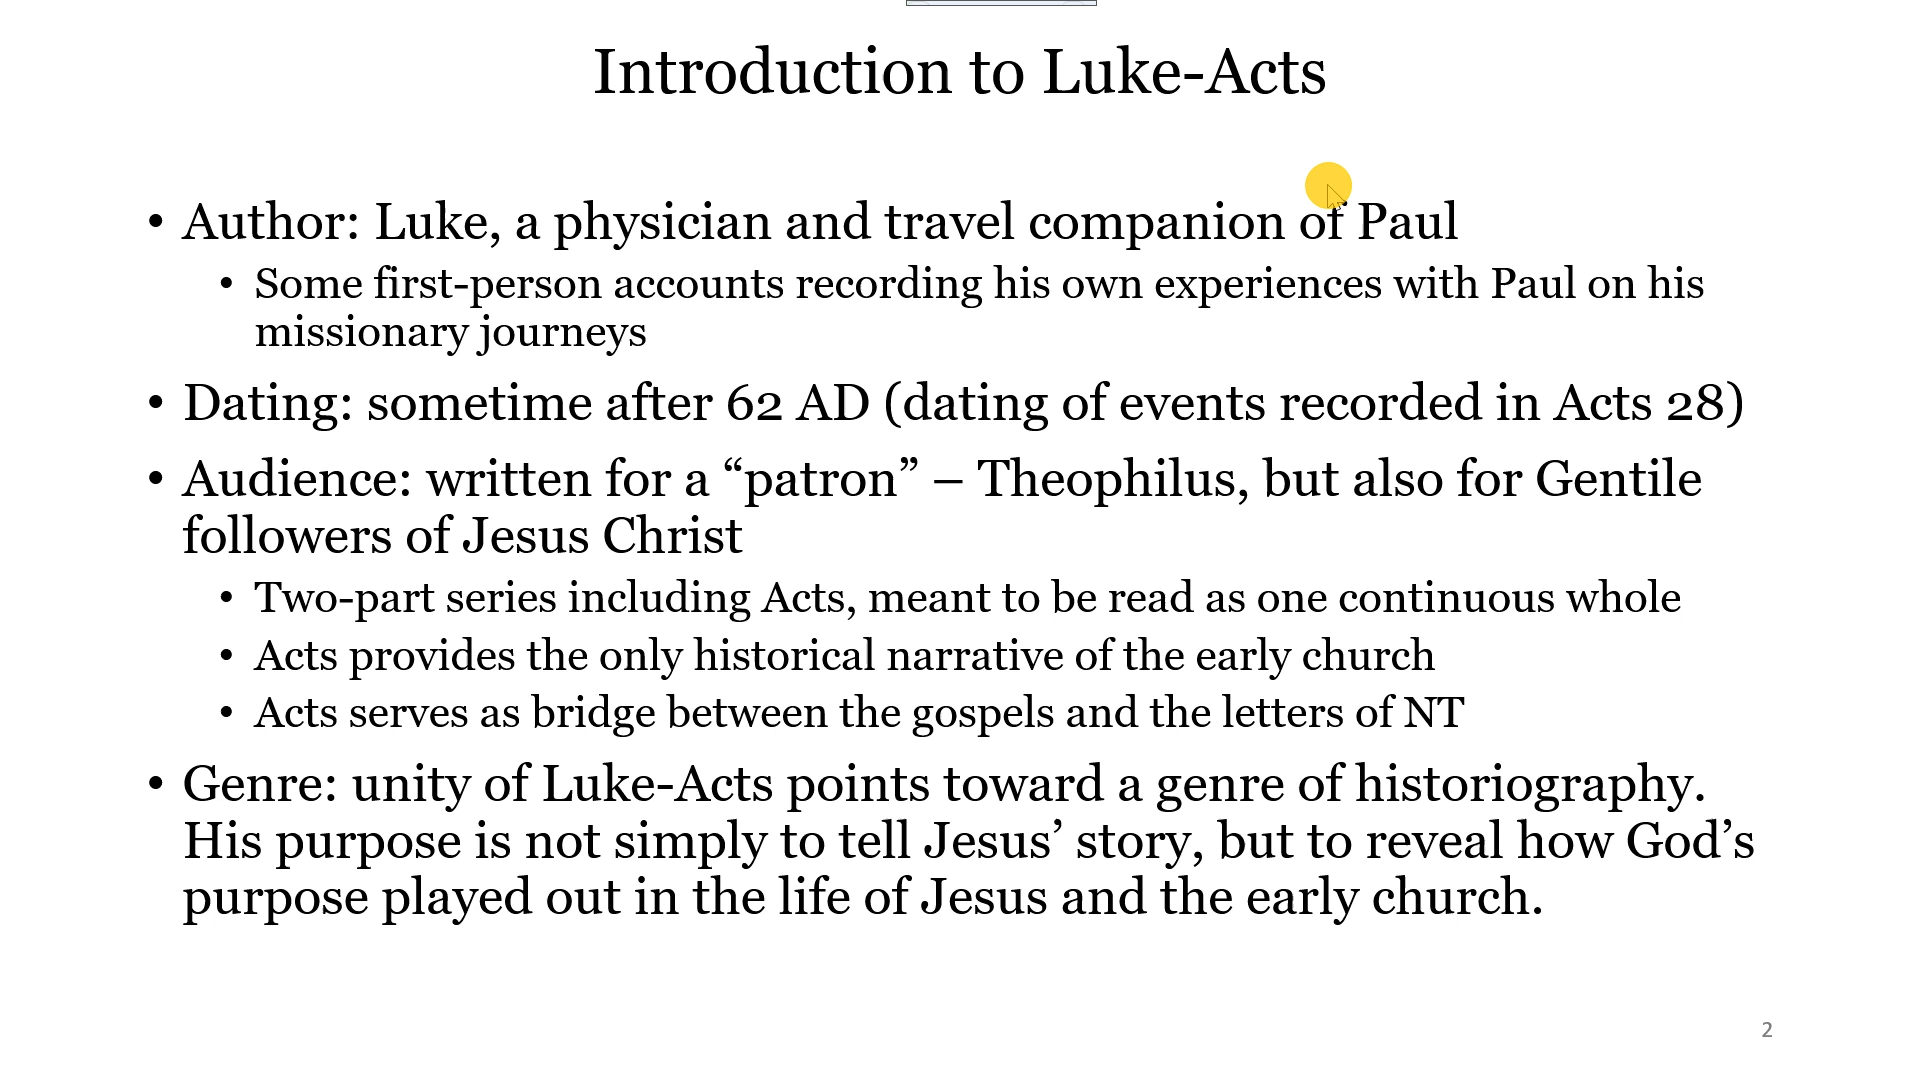 Introduction to Luke-Acts
• Author: Luke, a physician and travel companion of Paul
• Some first-person accounts recording his own experiences with Paul on his
missionary journeys
• Dating: sometime after 62 AD (dating of events recorded in Acts 28)
• Audience: written for a “patron” – Theophilus, but also for Gentile
followers of Jesus Christ
• Two-part series including Acts, meant to be read as one continuous whole
• Acts provides the only historical narrative of the early church
• Acts serves as bridge between the gospels and the letters of NT
• Genre: unity of Luke-Acts points toward a genre of historiography.
His purpose is not simply to tell Jesus’ story, but to reveal how God’s
purpose played out in the life of Jesus and the early church.
2